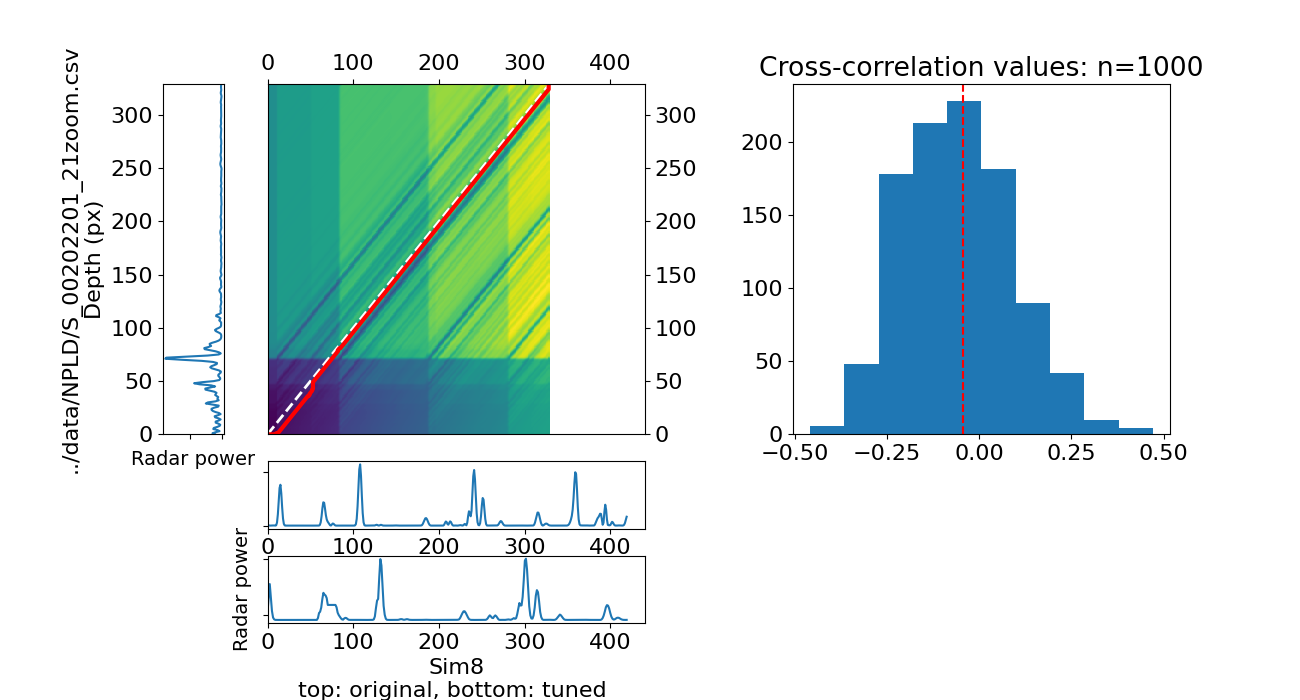 ../data/NPLD/S_00202201_21zoom.csv
Depth (px)
0 100 200 300 400
300
250
200
150
100
50
0
300
250
200
150
100
50
0
Radar power
0 100 200 300 400
Radar power
0 100 200 300 400
Sim8
top: original, bottom: tuned
Cross-correlation values: n=1000
200
150
100
50
0
−0.50 −0.25 0.00 0.25 0.50